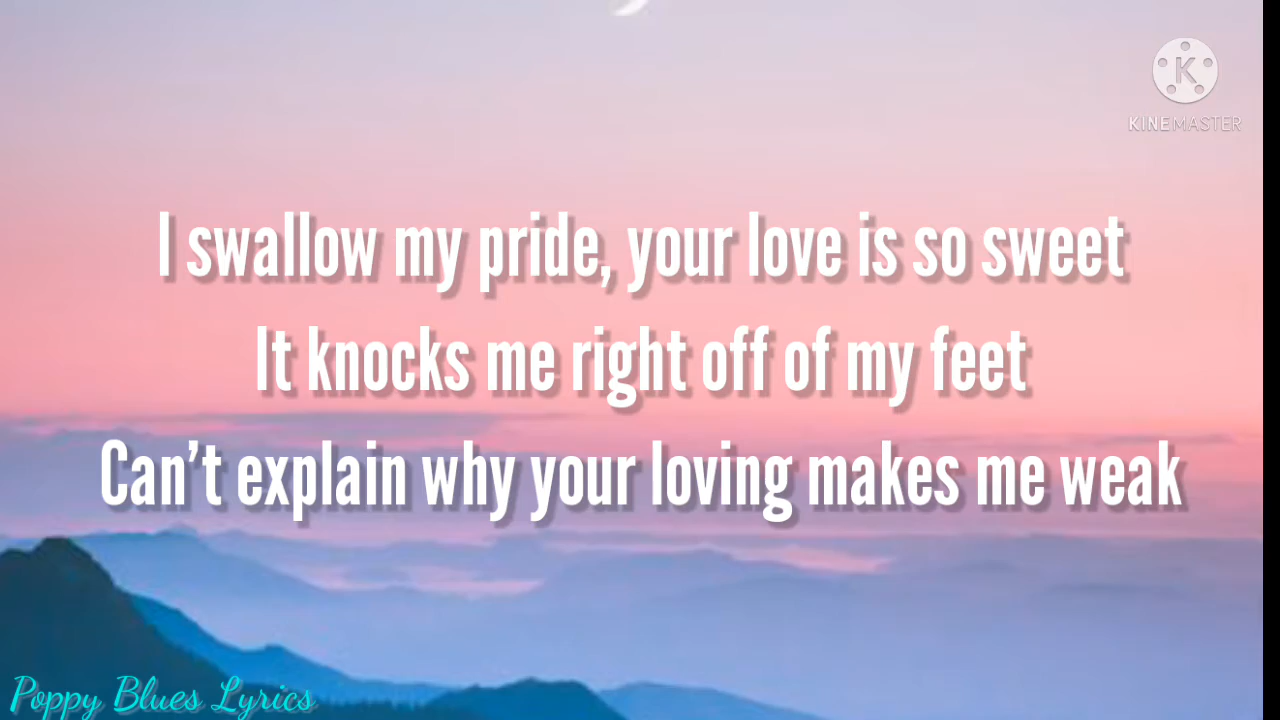 KINEMASTER
I swallow my pride, your love is so sweet
It knocks me right off of my feet
Can't explain why your loving makes me weak
Poppy Blues Lyrics